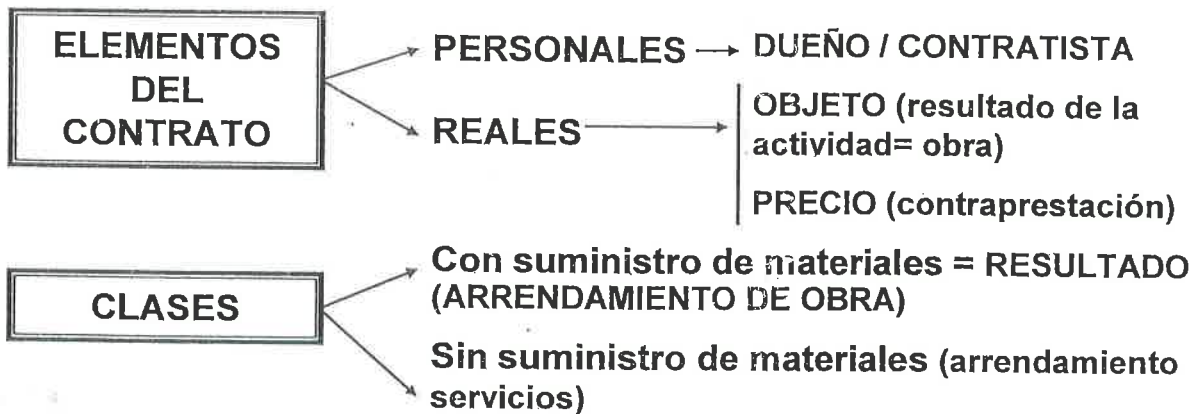 ELEMENTOS
DEL
CONTRATO
PERSONALES
DUEÑO / CONTRATISTA
REALES
OBJETO (resultado de la
actividad= obra)
PRECIO (contraprestación)
CLASES
Con suministro de materiales = RESULTADO
(ARRENDAMIENTO DE OBRA)
Sin suministro de materiales (arrendamiento
servicios)